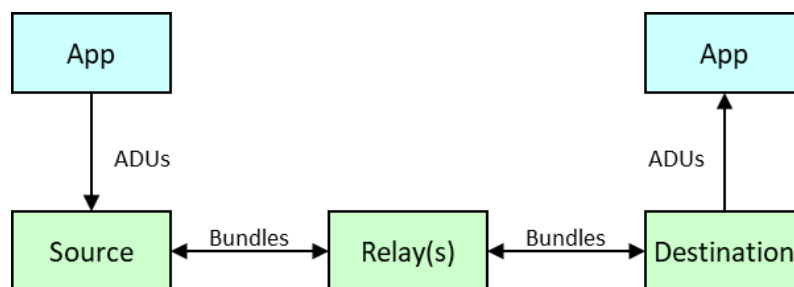 App
App
ADUs
ADUs
Source
Bundles
Relay(s)
Bundles
Destination